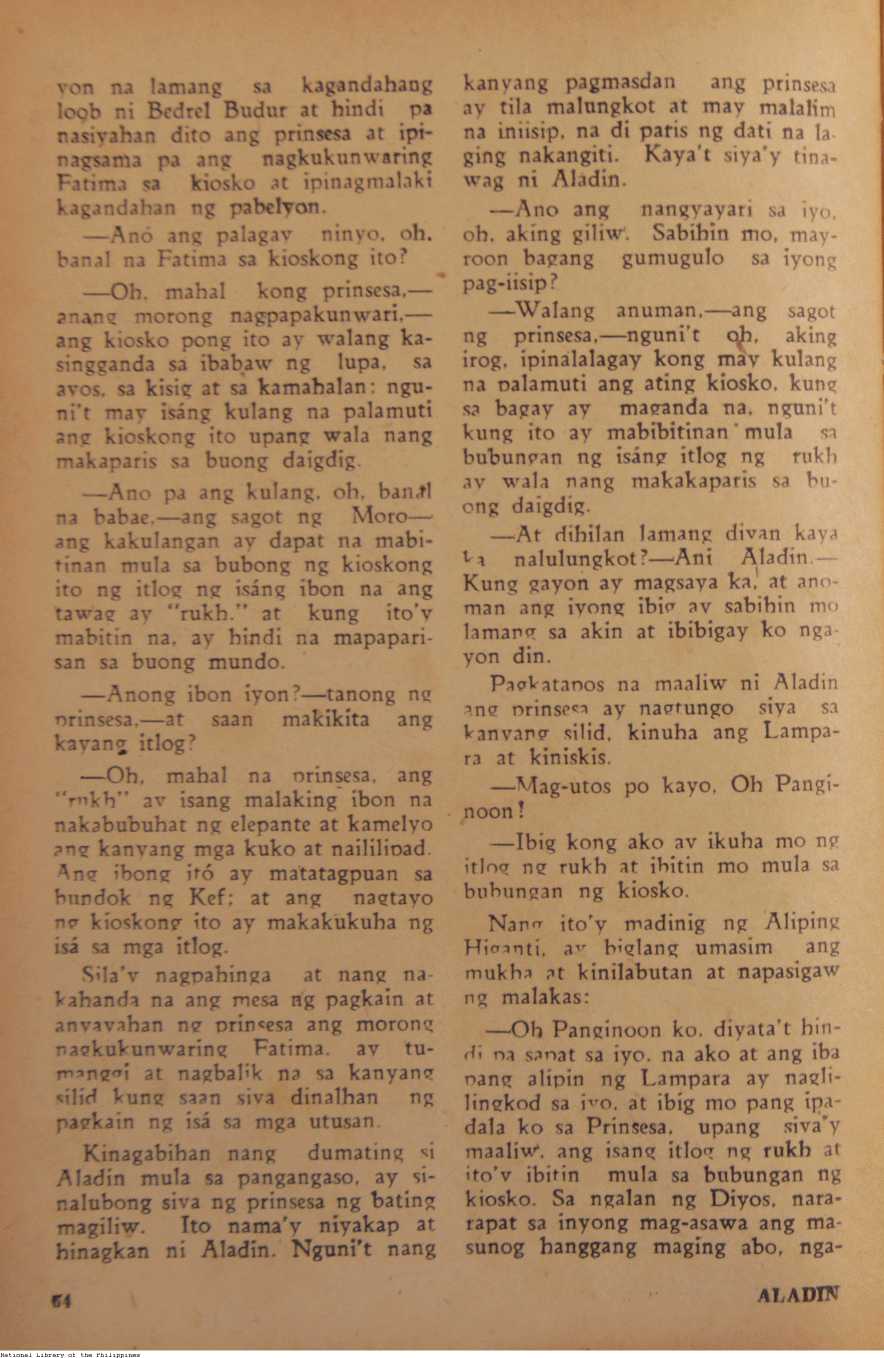 yon na lamang sa kagandahang
loob ni Bedrel Budur at hindi pa
nasiyahan dito ang prinsesa at ipi-
nagsama pa ang nagkukunwaring
Fatima sa kiosko at ipinagmalaki
kagandahan ng pabelyon.
—Anó ang palagay ninyo, oh,
banal na Fatima sa kioskong ito?
—Oh, mahal kong prinsesa,—
anang morong nagpapakunwari,—
ang kiosko pong ito ay walang ka-
singganda sa ibabaw ng lupa, sa
ayos, sa kisig at sa kamahalan; ngu-
ni't may isáng kulang na palamuti
ang kioskong ito upang wala nang
makaparis sa buong daigdig.
—Ano pa ang kulang, oh, banal
na babae,—ang sagot ng Moro—
ang kakulangan ay dapat na mabi-
tinan mula sa bubong ng kioskong
ito ng itlog ng isáng ibon na ang
tawag ay "rukh," at kung ito'y
mabitin na, ay hindi na mapapari-
san sa buong mundo.
—Anong ibon iyon?—tanong ng
prinsesa,—at saan makikita ang
kayang itlog?
—Oh, mahal na prinsesa, ang
"rukh" ay isang malaking ibon na
nakabubuhat ng elepante at kamelyo
ang kanyang mga kuko at naililipad.
Ang ibong itó ay matatagpuan sa
bundok ng Kef; at ang nagtayo
ng kioskong ito ay makakukuha ng
isá sa mga itlog.
Sila'y nagpahinga at nang na-
kahanda na ang mesa ng pagkain at
anyayahan ng prinsesa ang morong
nagkukunwaring Fatima, ay tu-
manggi at nagbalik na sa kanyang
silid kung saan siya dinalhan ng
pagkain ng isá sa mga utusan.
Kinagabihan nang dumating si
Aladin mula sa pangangaso, ay si-
nalubong siya ng prinsesa ng bating
magiliw. Ito nama'y niyakap at
hinagkan ni Aladin. Nguni't nang
kanyang pagmasdan ang prinsesa
ay tila malungkot at may malalim
na iniisip, na di paris ng dati na la-
ging nakangiti. Kaya't siya'y tina-
wag ni Aladin.
—Ano ang nangyayari sa iyo,
oh, aking giliw. Sabihin mo, may-
roon bagang gumugulo sa iyong
pag-iisip?
—Walang anuman,—ang sagot
ng prinsesa,—nguni't oh, aking
irog, ipinalalagay kong may kulang
na palamuti ang ating kiosko, kung
sa bagay ay maganda na, nguni't
kung ito ay mabibitinan mula sa
bubungan ng isáng itlog ng rukh
ay wala nang makakaparis sa bu-
ong daigdig.
—At dihilan lamang diyan kaya
ka nalulungkot?—Ani Aladin.—
Kung gayon ay magsaya ka, at ano-
man ang iyong ibig ay sabihin mo
lamang sa akin at ibibigay ko nga-
yon din.
Pagkatapos na maaliw ni Aladin
ang prinsesa ay nagtungo siya sa
kanyang silid, kinuha ang Lampa-
ra at kiniskis.
—Mag-utos po kayo, Oh Pangi-
noon!
—Ibig kong ako ay ikuha mo ng
itlog ng rukh at ibitin mo mula sa
bubungan ng kiosko.
Nang ito'y madinig ng Aliping
Higanti, ay biglang umasim ang
mukha at kinilabutan at napasigaw
ng malakas:
—Oh Panginoon ko, diyata't hin-
di pa sapat sa iyo, na ako at ang iba
pang alipin ng Lampara ay nagli-
lingkod sa iyo, at ibig mo pang ipa-
dala ko sa Prinsesa, upang siya'y
maaliw, ang isang itlog ng rukh at
ito'y ibitin mula sa bubungan ng
kiosko. Sa ngalan ng Diyos, nara-
rapat sa inyong mag-asawa ang ma-
sunog hanggang maging abo, nga-
64
ALADIN
National Library of the Philippines